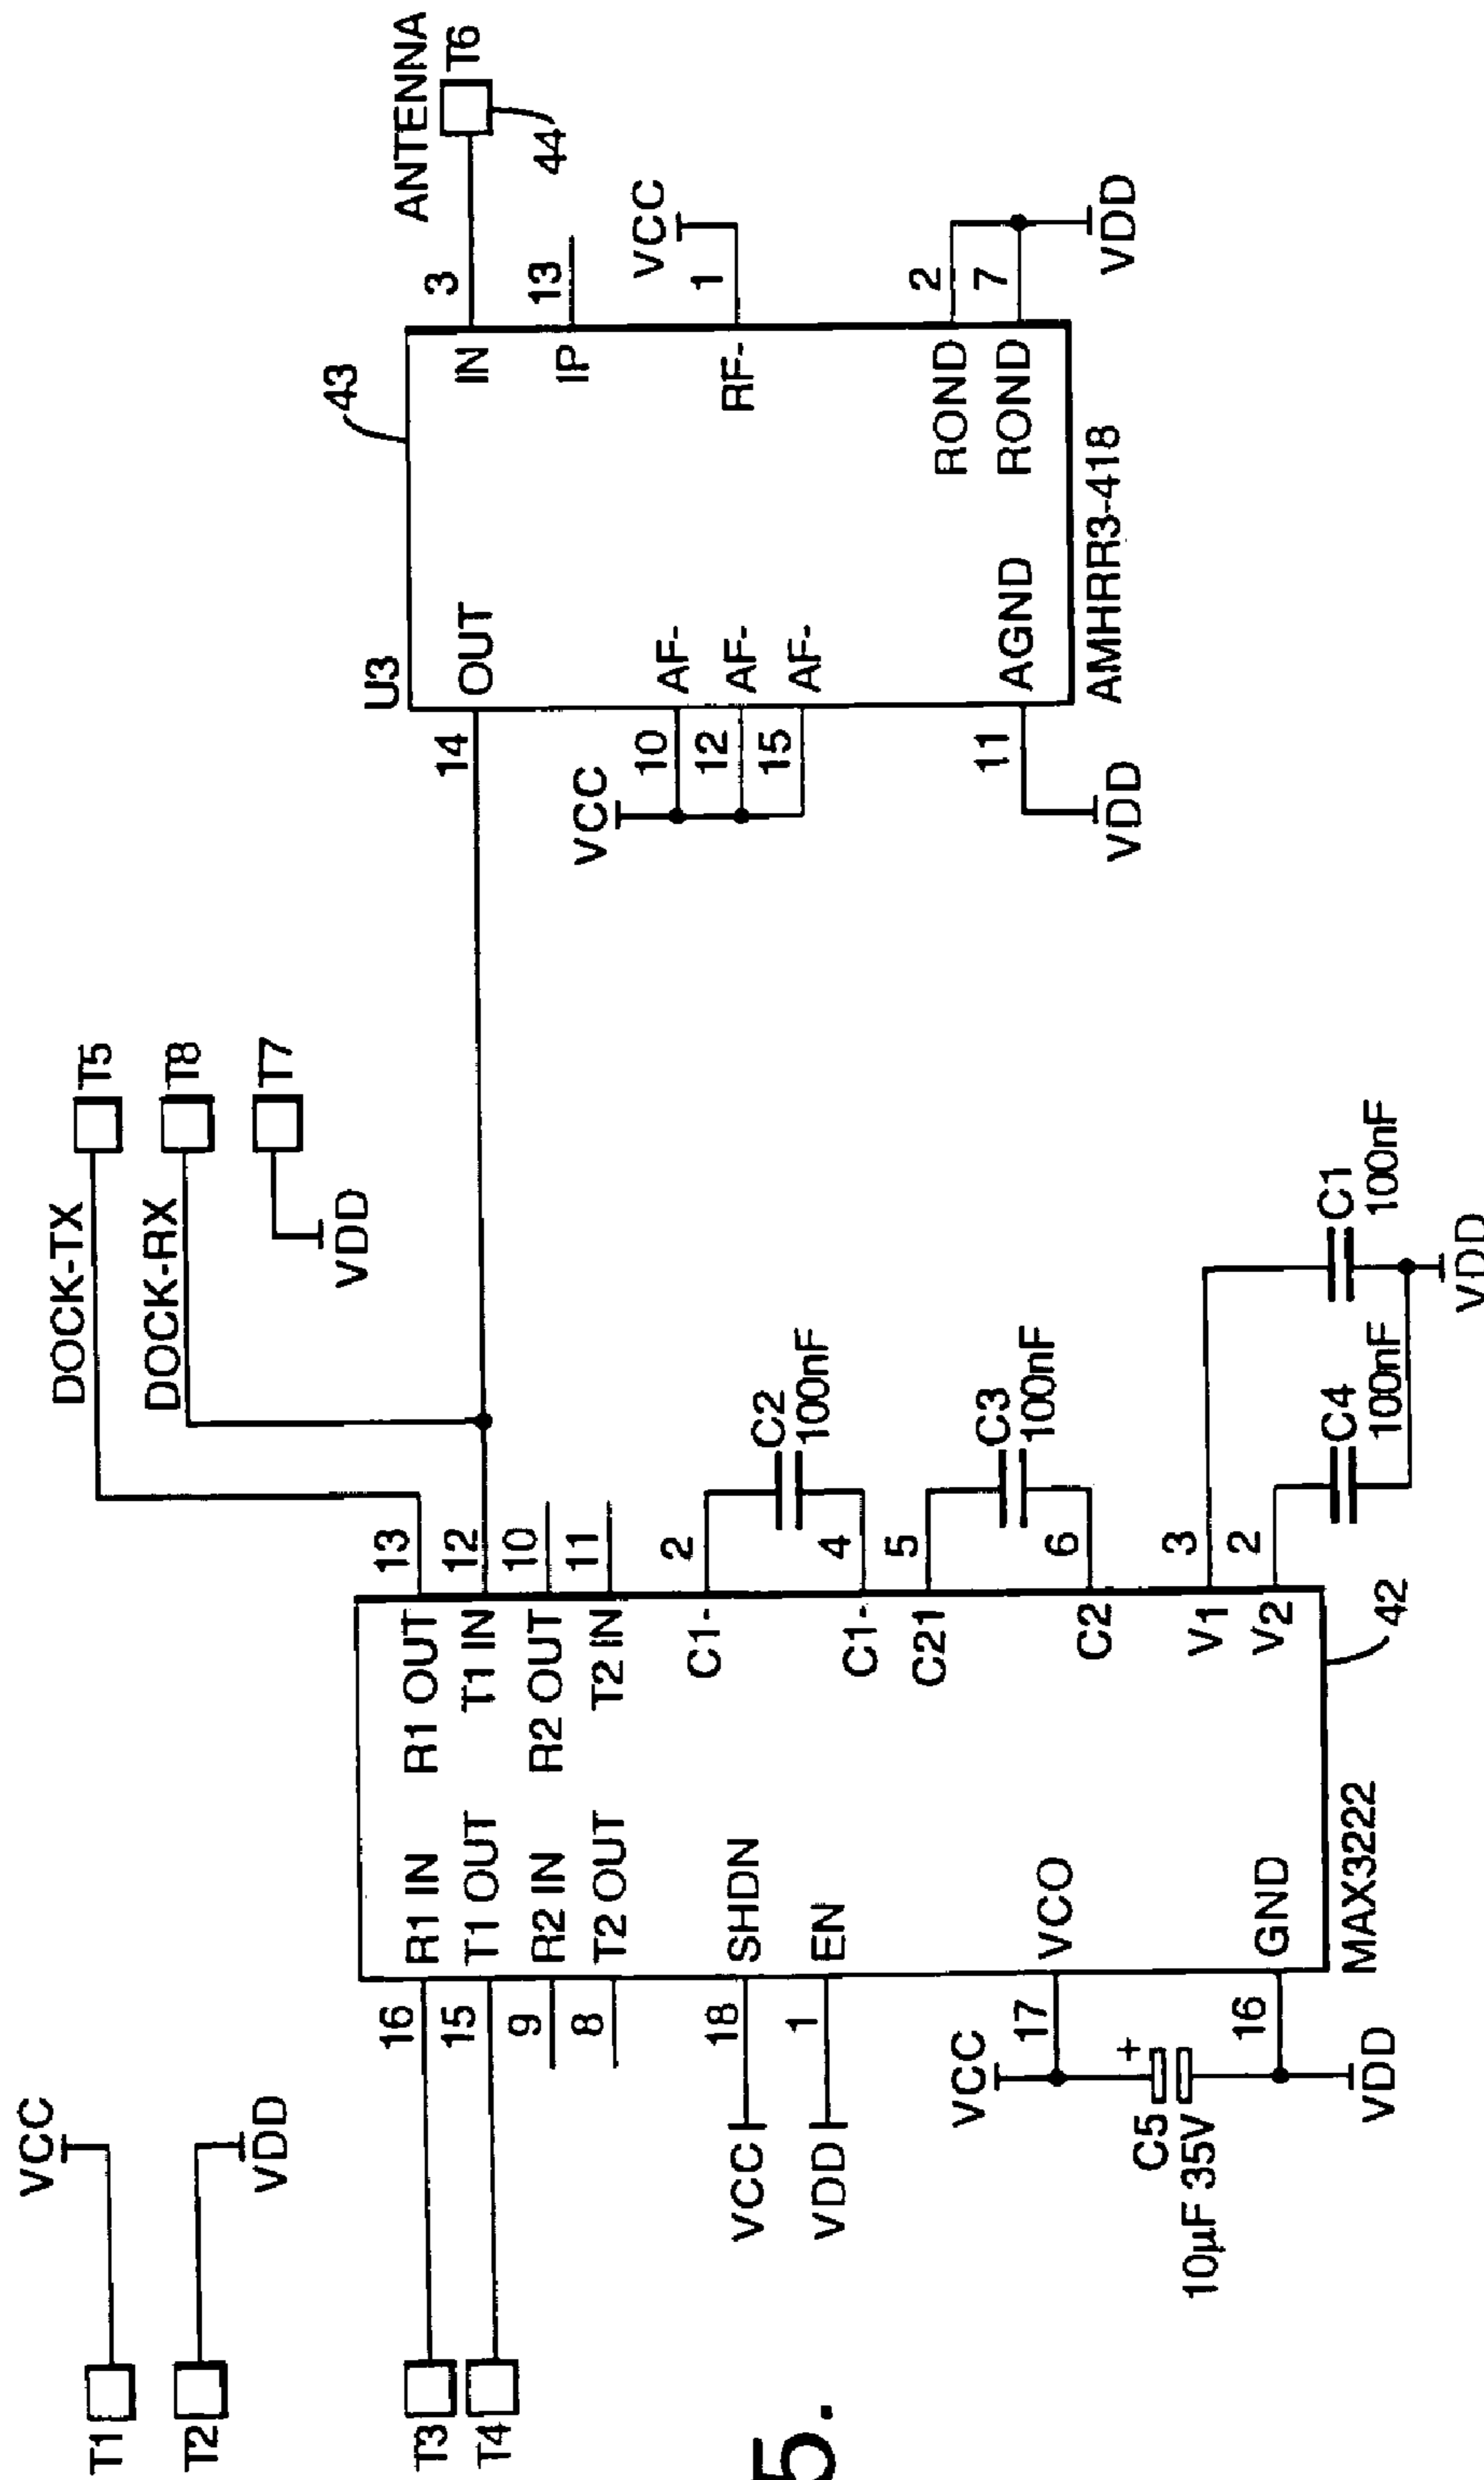 T1
VCC
T2
VDD
T3
T4
16
R1 IN
R1 OUT
13
DOCK-TX
T5
15
T1 OUT
T1 IN
12
DOCK-RX
T8
9
R2 IN
R2 OUT
10
VDD
T7
8
T2 OUT
T2 IN
11
VCC
18
SHDN
C1-
2
C2
100nF
VDD
1
EN
C1-
4
C21
5
C3
100nF
VCC
17
VCO
C2
6
C5
+
10µF 35V
V1
3
C1
100nF
16
GND
V2
2
C4
100nF
VDD
VDD
MAX3222
42
U3
43
14
OUT
IN
3
ANTENNA
T6
44
IP
13
VCC
10
AF-
12
AF-
15
AF-
RF-
1
VCC
11
AGND
VDD
ROND
2
ROND
7
VDD
AMHRR3-418
5.